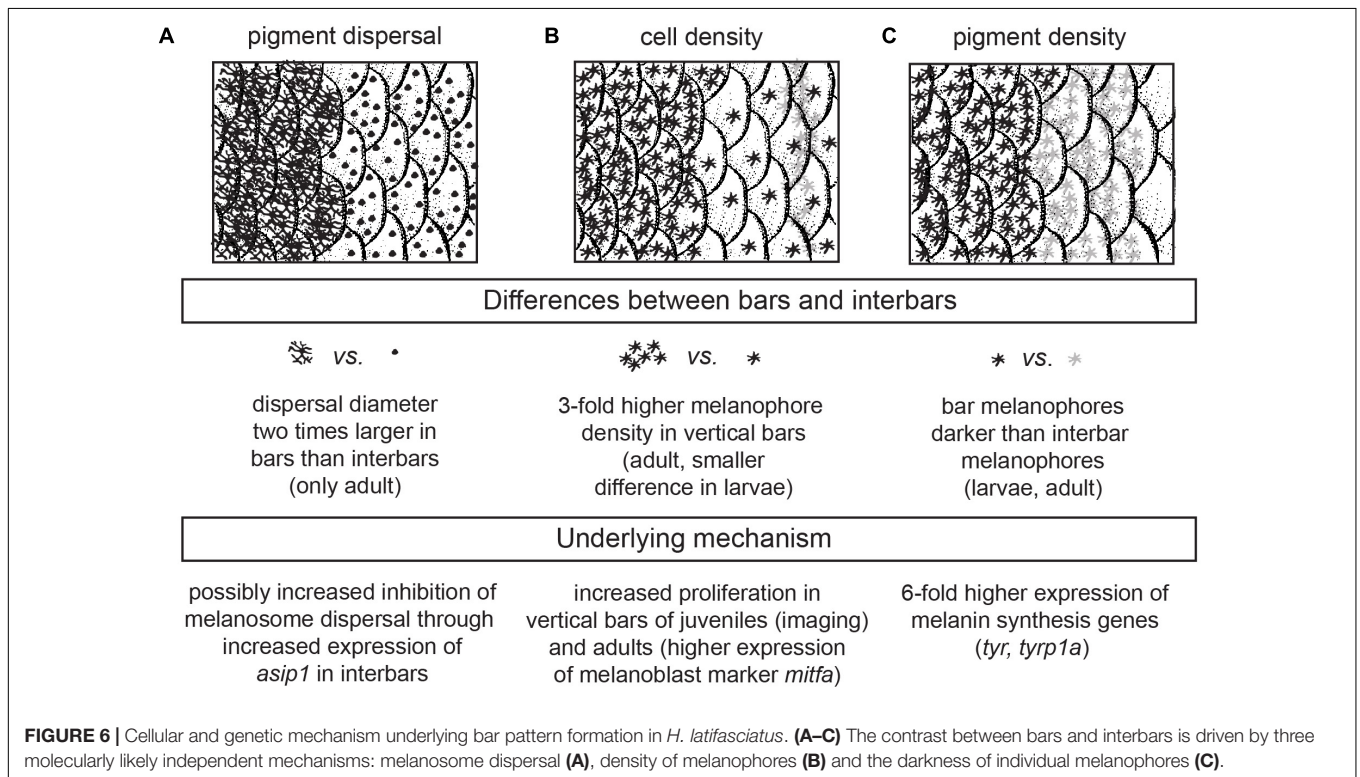 A pigment dispersal
B cell density
C pigment density
Differences between bars and interbars
vs.
vs.
vs.
dispersal diameter
two times larger in
bars than interbars
(only adult)
3-fold higher melanophore
density in vertical bars
(adult, smaller
difference in larvae)
bar melanophores
darker than interbar
melanophores
(larvae, adult)
Underlying mechanism
possibly increased inhibition of
melanosome dispersal through
increased expression of
asip1 in interbars
increased proliferation in
vertical bars of juveniles (imaging)
and adults (higher expression
of melanoblast marker mitfa)
6-fold higher expression of
melanin synthesis genes
(tyr, tyrp1a)
FIGURE 6 | Cellular and genetic mechanism underlying bar pattern formation in H. latifasciatus. (A–C) The contrast between bars and interbars is driven by three
molecularly likely independent mechanisms: melanosome dispersal (A), density of melanophores (B) and the darkness of individual melanophores (C).